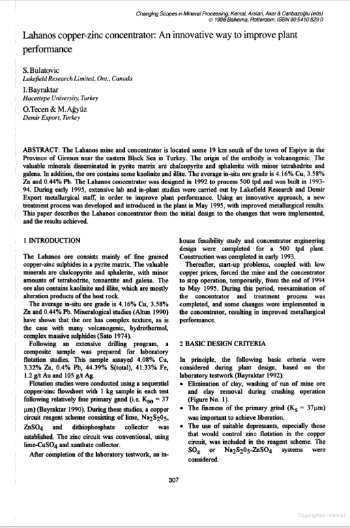 Changing Scopes in Mineral Processing, Kemal, Arslan, Akar & Canbazoğlu (eds)
© 1996 Balkema, Rotterdam. ISBN 90 5410 829 0
Lahanos copper-zinc concentrator: An innovative way to improve plant
performance
S. Bulatovic
Lakefield Research Limited, Ont., Canada
I. Bayraktar
Hacettepe University, Turkey
O. Tecen & M. Ağyüz
Demir Export, Turkey
ABSTRACT: The Lahanos mine and concentrator is located some 19 km south of the town of Espiye in the
Province of Giresun near the eastern Black Sea in Turkey. The origin of the orebody is volcanogenic. The
valuable minerals disseminated in pyrite matrix are chalcopyrite and sphalerite with minor tetrahedrite and
galena. In addition, the ore contains some kaolinite and illite. The average in-situ ore grade is 4.16% Cu, 3.58%
Zn and 0.44% Pb. The Lahanos concentrator was designed in 1992 to process 500 tpd and was built in 1993-
94. During early 1995, extensive lab and in-plant studies were carried out by Lakefield Research and Demir
Export metallurgical staff, in order to improve plant performance. Using an innovative approach, a new
treatment process was developed and introduced in the plant in May 1995, with improved metallurgical results.
This paper describes the Lahanos concentrator from the initial design to the changes that were implemented,
and the results achieved.
1 INTRODUCTION
The Lahanos ore consists mainly of fine grained
copper-zinc sulphides in a pyrite matrix. The valuable
minerals are chalcopyrite and sphalerite, with minor
amounts of tetrahedrite, tennantite and galena. The
ore also contains kaolinite and illite, which are mostly
alteration products of the host rock.
The average in-situ ore grade is 4.16% Cu, 3.58%
Zn and 0.44% Pb. Mineralogical studies (Altun 1990)
have shown that the ore has complex texture, as is
the case with many volcanogenic, hydrothermal,
complex massive sulphides (Sato 1974).
Following an extensive drilling program, a
composite sample was prepared for laboratory
flotation studies. This sample assayed 4.08% Cu,
3.32% Zn, 0.4% Pb, 44.39% S(total), 41.33% Fe,
1.2 g/t Au and 105 g/t Ag.
Flotation studies were conducted using a sequential
copper-zinc flowsheet with 1 kg sample in each test
following relatively fine primary grind (i.e. K80 = 37
µm) (Bayraktar 1990). During these studies, a copper
circuit reagent scheme consisting of lime, Na2S2O5,
ZnSO4 and dithiophosphate collector was
established. The zinc circuit was conventional, using
lime-CuSO4 and xanthate collector.
After completion of the laboratory testwork, an in-
house feasibility study and concentrator engineering
design were completed for a 500 tpd plant.
Construction was completed in early 1993.
Thereafter, start-up problems, coupled with low
copper prices, forced the mine and the concentrator
to stop operation, temporarily, from the end of 1994
to May 1995. During this period, reevaluation of
the concentrator and treatment process was
completed, and some changes were implemented in
the concentrator, resulting in improved metallurgical
performance.
2 BASIC DESIGN CRITERIA
In principle, the following basic criteria were
considered during plant design, based on the
laboratory testwork (Bayraktar 1992).
• Elimination of clay, washing of run of mine ore
and clay removal during crushing operation
(Figure No. 1).
• The fineness of the primary grind (K80 = 37µm)
was important to achieve liberation.
• The use of suitable depressants, especially those
that would control zinc flotation in the copper
circuit, was included in the reagent scheme. The
SO2 or Na2S2O5-ZnSO4 systems were
considered.
307
Copyrighted material